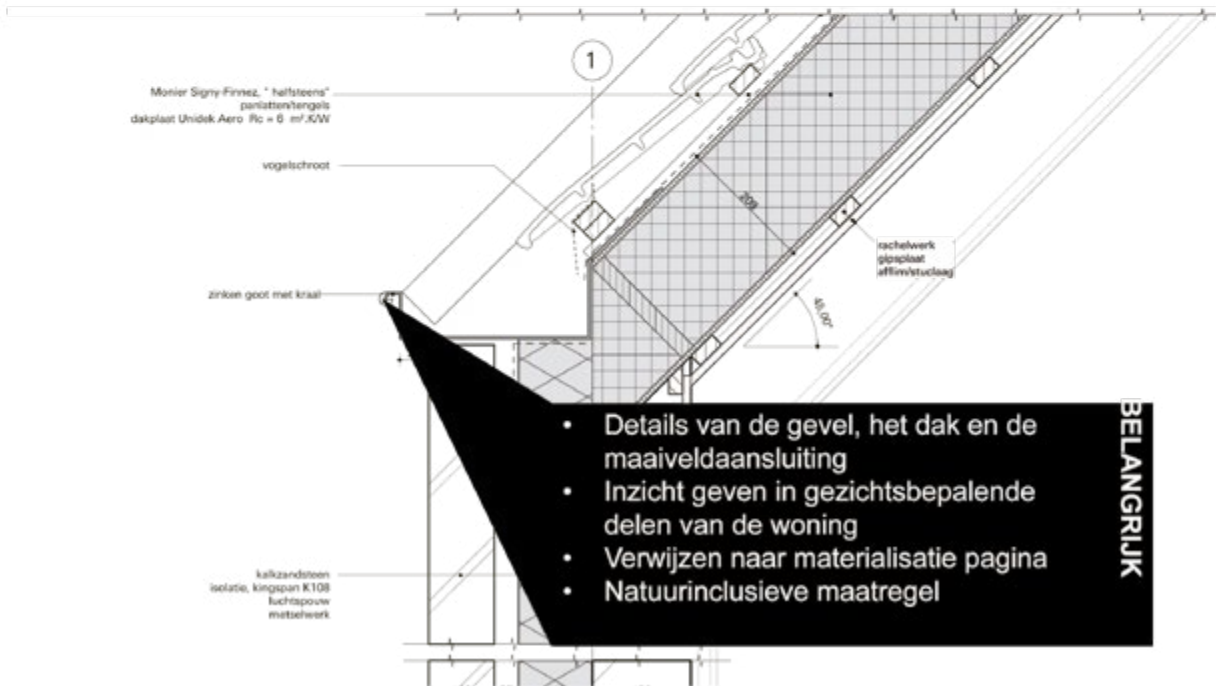 1
Monier Signy-Finnez, " halfsteens"
panlatten/tengels
dakplaat Unidek Aero Rc = 6 m².K/W
vogelschroot
209
rachelwerk
gipsplaat
affilm/stuclaag
zinken goot met kraal
45,00°
• Details van de gevel, het dak en de
maaiveldaansluiting
• Inzicht geven in gezichtsbepalende
delen van de woning
• Verwijzen naar materialisatie pagina
• Natuurinclusieve maatregel
BELANGRIJK
kalkzandsteen
isolatie, kingspan K108
luchtspouw
metselwerk